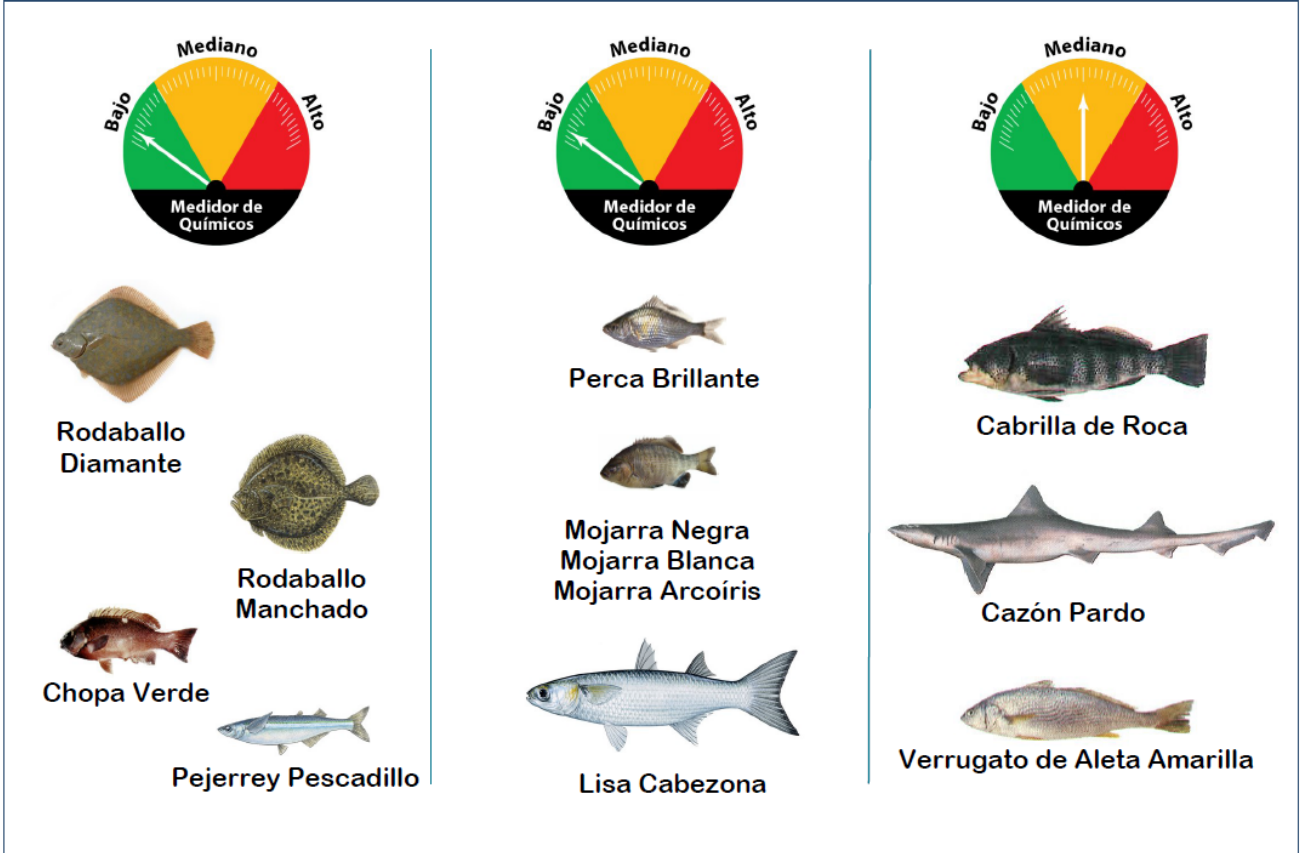 Bajo
Mediano
Alto
Medidor de
Químicos
Rodaballo
Diamante
Rodaballo
Manchado
Chopa Verde
Pejerrey Pescadillo
Bajo
Mediano
Alto
Medidor de
Químicos
Perca Brillante
Mojarra Negra
Mojarra Blanca
Mojarra Arcoíris
Lisa Cabezona
Bajo
Mediano
Alto
Medidor de
Químicos
Cabrilla de Roca
Cazón Pardo
Verrugato de Aleta Amarilla